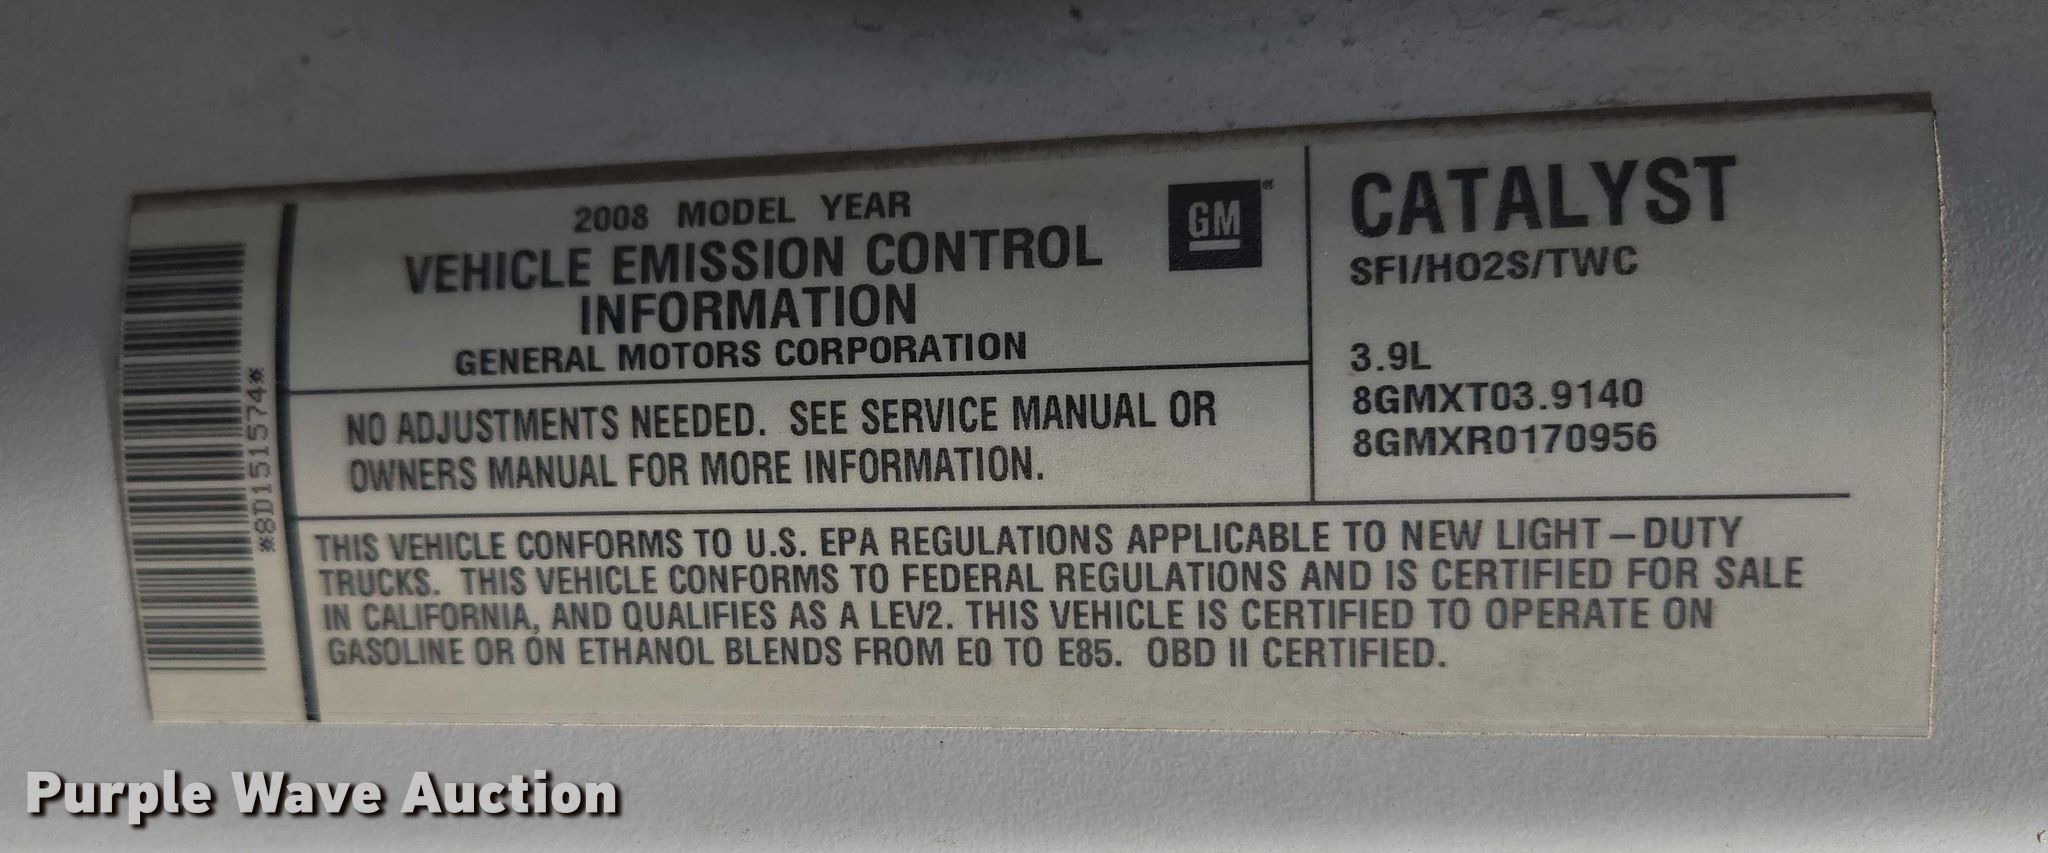 *8D151574*
2008 MODEL YEAR
VEHICLE EMISSION CONTROL
INFORMATION
GENERAL MOTORS CORPORATION
GM
NO ADJUSTMENTS NEEDED. SEE SERVICE MANUAL OR
OWNERS MANUAL FOR MORE INFORMATION.
CATALYST
SFI/HO2S/TWC
3.9L
8GMXT03.9140
8GMXR0170956
THIS VEHICLE CONFORMS TO U.S. EPA REGULATIONS APPLICABLE TO NEW LIGHT-DUTY
TRUCKS. THIS VEHICLE CONFORMS TO FEDERAL REGULATIONS AND IS CERTIFIED FOR SALE
IN CALIFORNIA, AND QUALIFIES AS A LEV2. THIS VEHICLE IS CERTIFIED TO OPERATE ON
GASOLINE OR ON ETHANOL BLENDS FROM E0 TO E85. OBD II CERTIFIED.
Purple Wave Auction